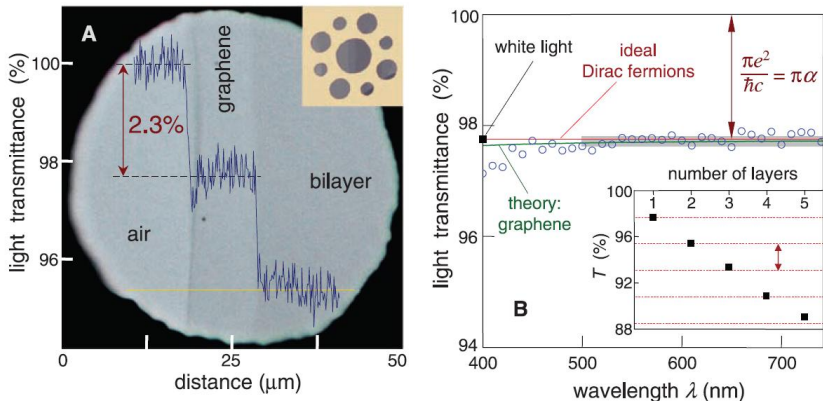 A
light transmittance (%)
100
98
96
2.3%
graphene
air
bilayer
0
25
50
distance (μm)
100
98
96
94
light transmittance (%)
white light
ideal
Dirac fermions
πe²
ħc
= πα
theory:
graphene
number of layers
1 2 3 4 5
100
96
92
88
T (%)
B
400 500 600 700
wavelength λ (nm)